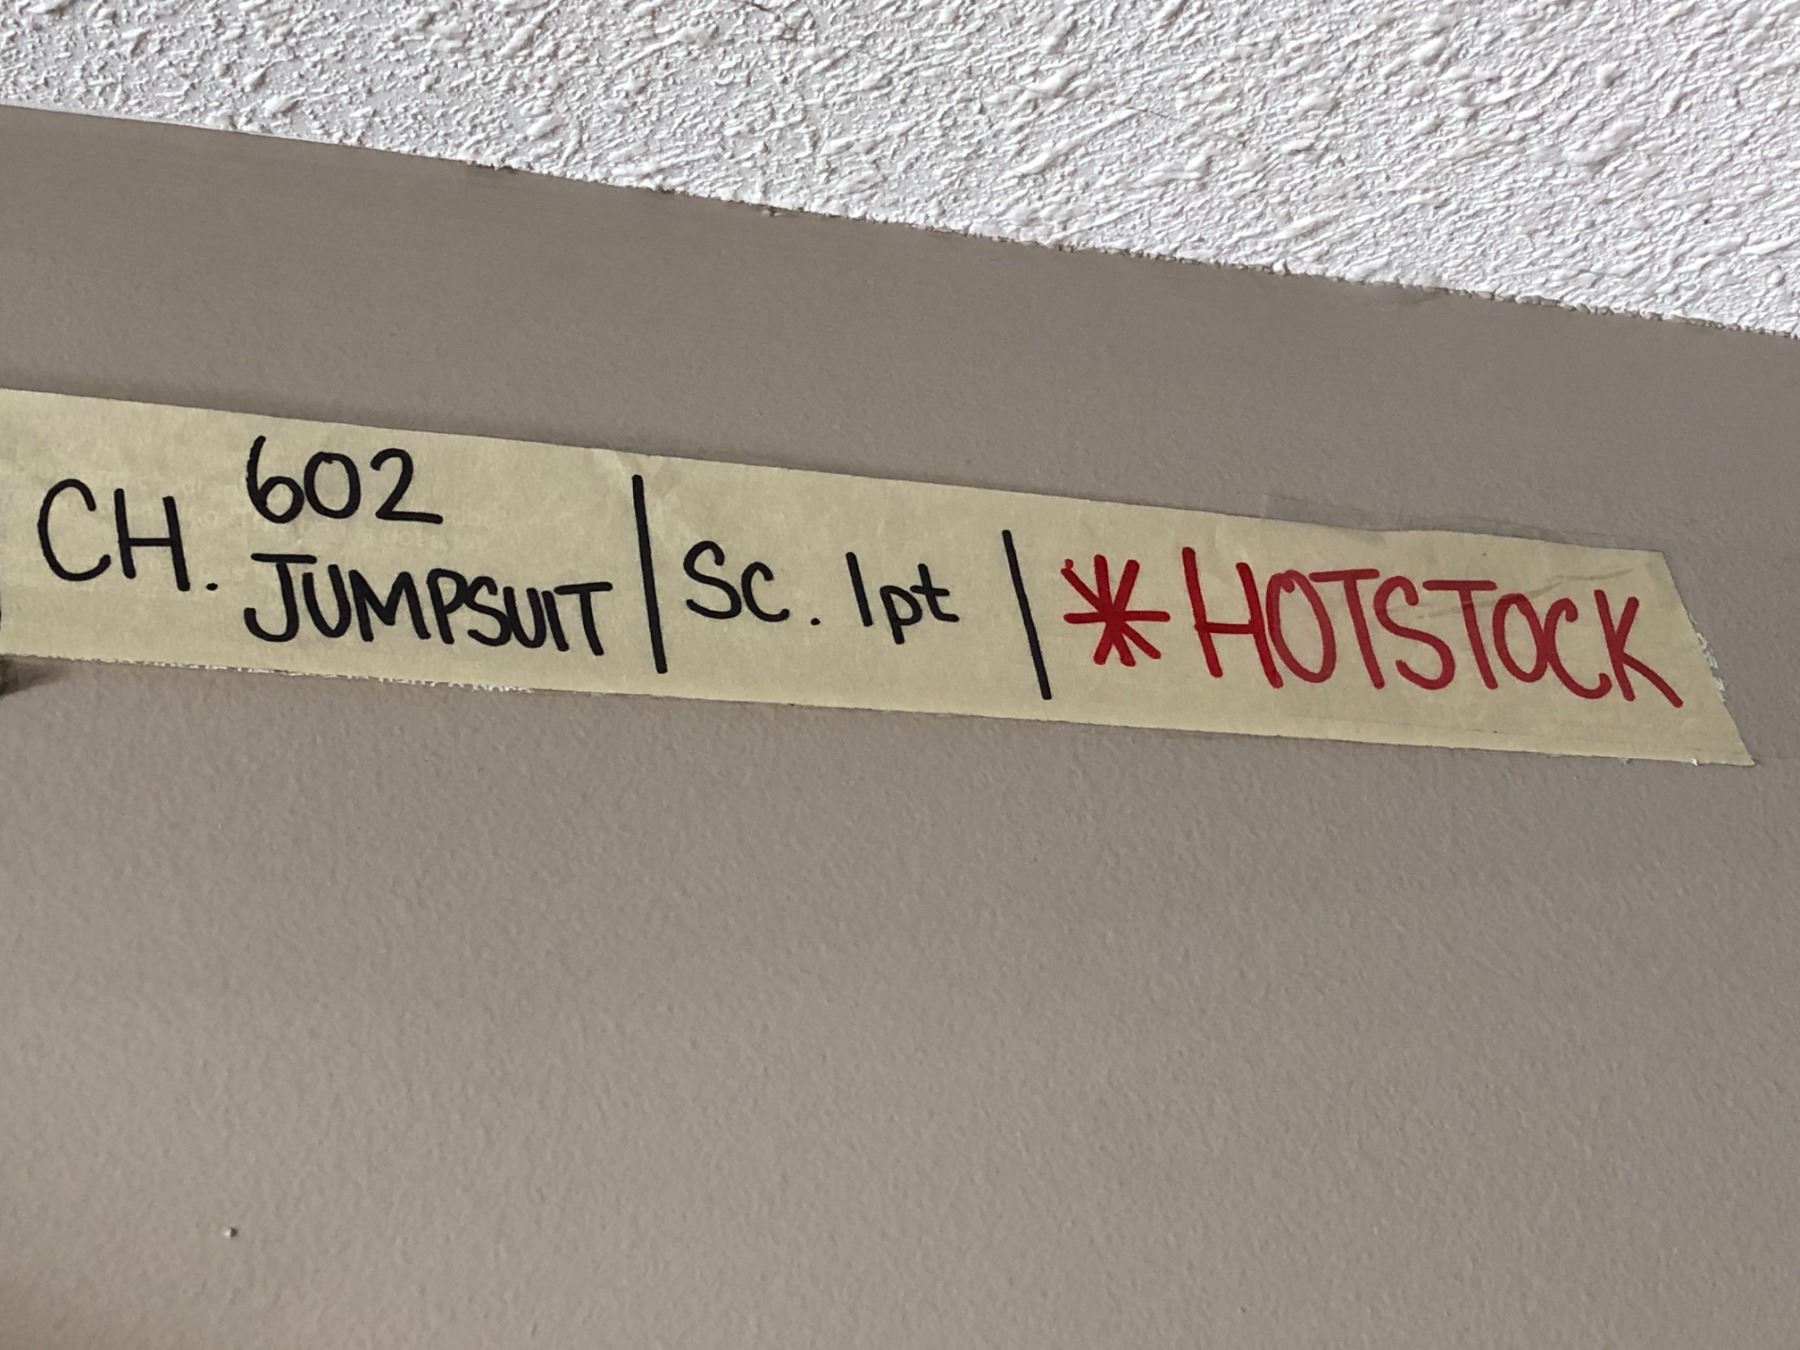 CH. 602 JUMPSUIT | Sc. 1pt | * HOTSTOCK